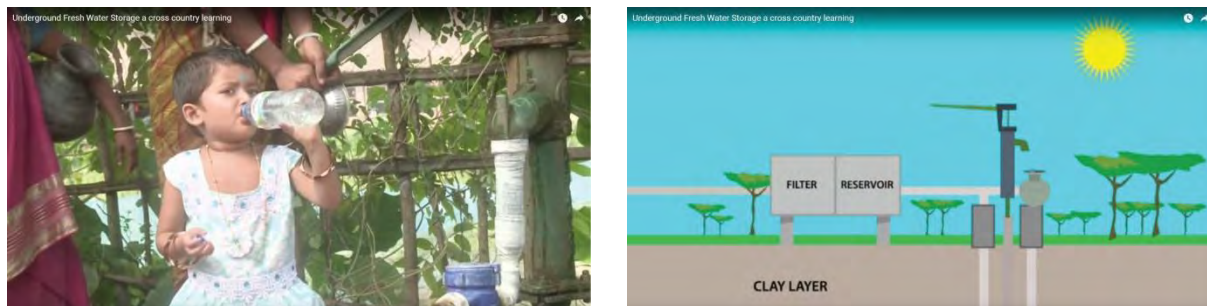 Underground Fresh Water Storage a cross country learning
Underground Fresh Water Storage a cross country learning
FILTER
RESERVOIR
CLAY LAYER